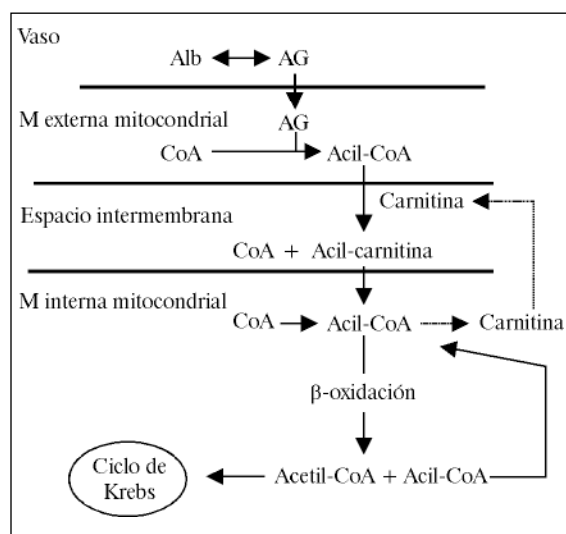 Vaso
Alb AG
M externa mitocondrial
AG
CoA Acil-CoA
Carnitina
Espacio intermembrana
CoA + Acil-carnitina
M interna mitocondrial
CoA Acil-CoA Carnitina
β-oxidación
Ciclo de
Krebs
Acetil-CoA + Acil-CoA